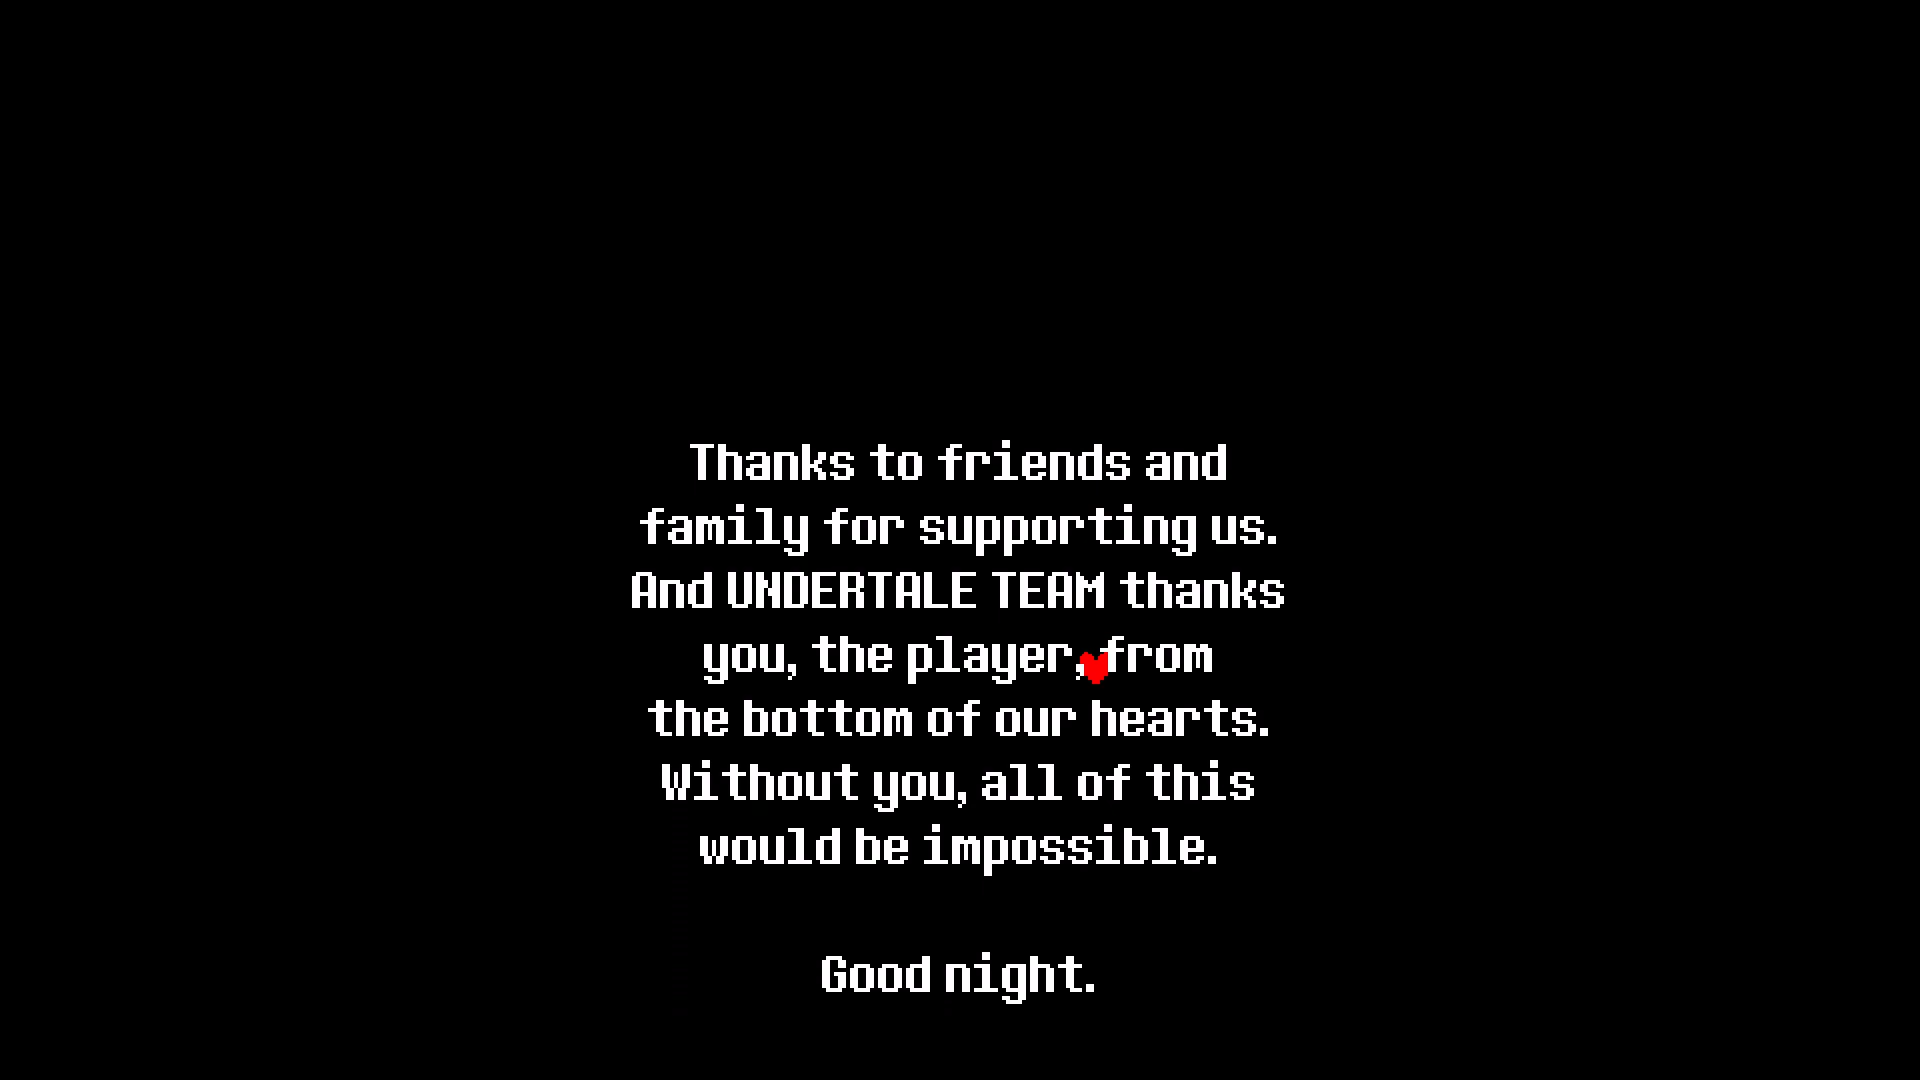 Thanks to friends and
family for supporting us.
And UNDERTALE TEAM thanks
you, the player, from
the bottom of our hearts.
Without you, all of this
would be impossible.
Good night.